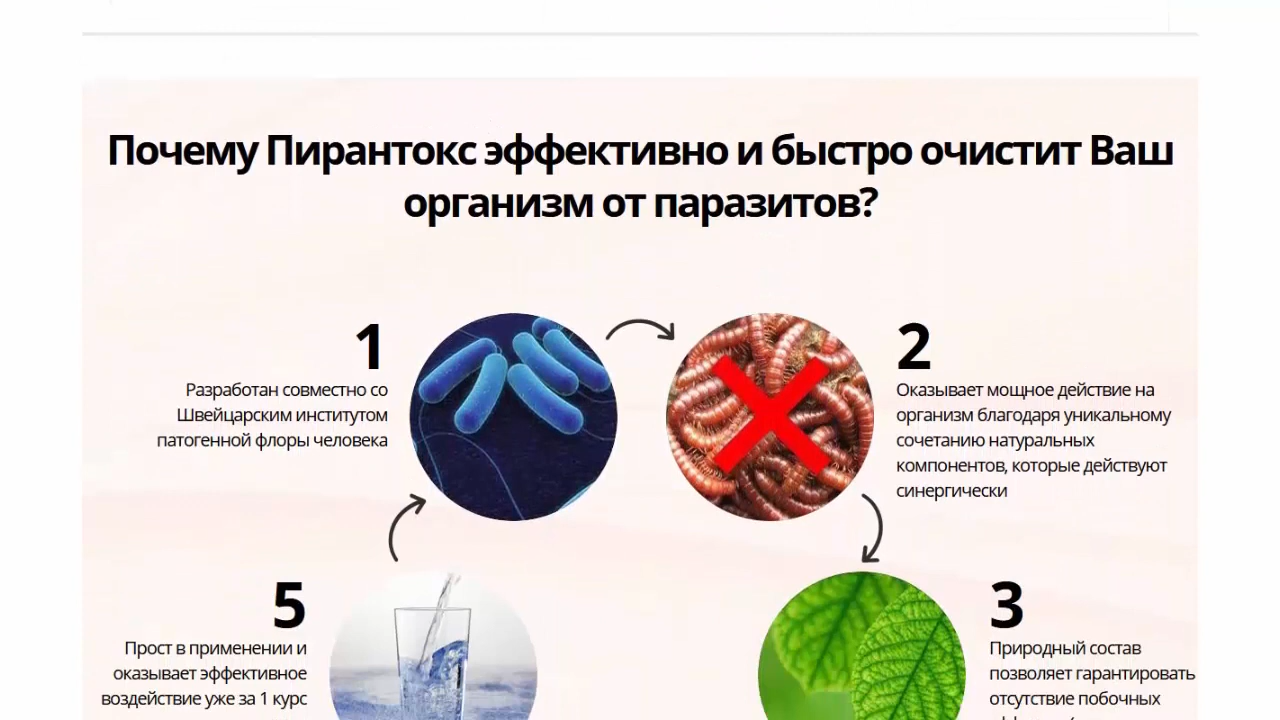 Почему Пирантокс эффективно и быстро очистит Ваш
организм от паразитов?
1
Разработан совместно со
Швейцарским институтом
патогенной флоры человека
2
Оказывает мощное действие на
организм благодаря уникальному
сочетанию натуральных
компонентов, которые действуют
синергически
5
Прост в применении и
оказывает эффективное
воздействие уже за 1 курс
3
Природный состав
позволяет гарантировать
отсутствие побочных